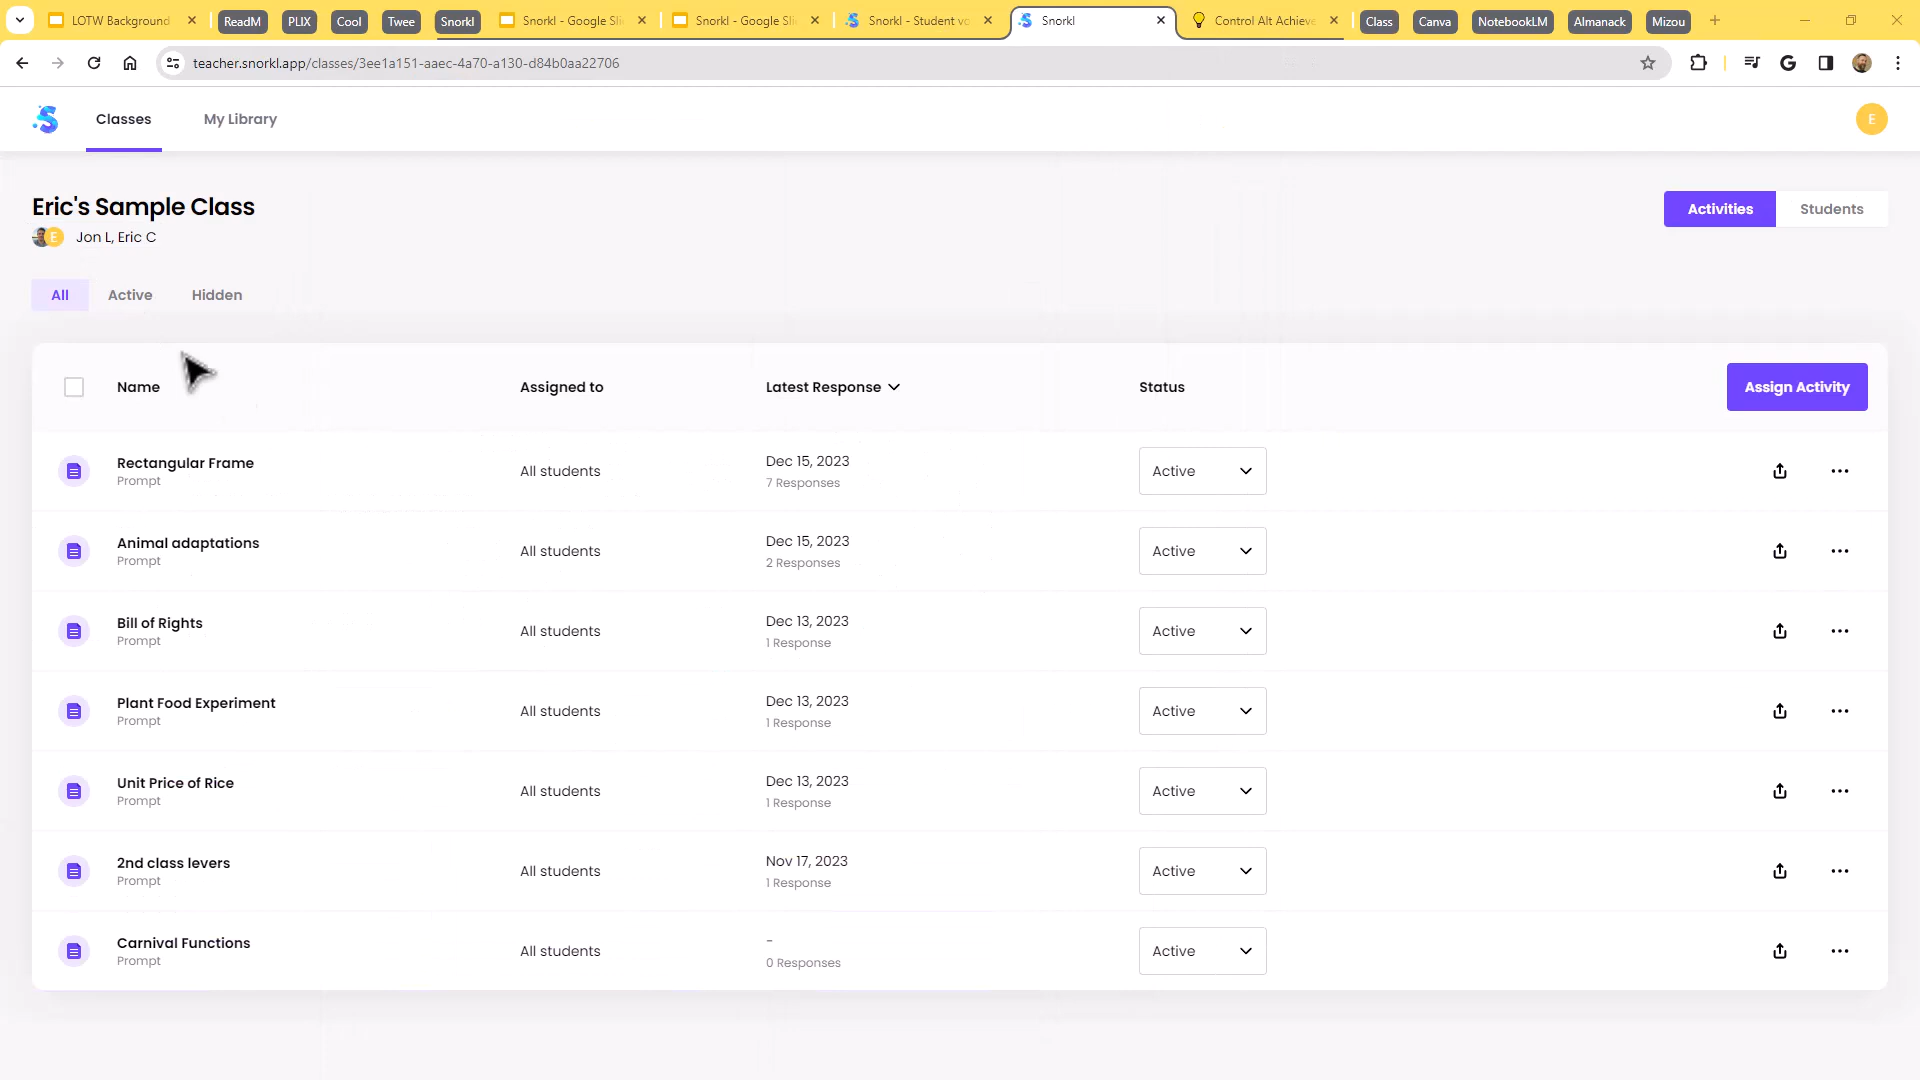 LOTW Background
ReadM
PLIX
Cool
Twee
Snorkl
Snorkl - Google Sli
Snorkl - Google Sli
Snorkl - Student vo
Snorkl
Control Alt Achieve
Class
Canva
NotebookLM
Almanack
Mizou
teacher.snorkl.app/classes/3ee1a151-aaec-4a70-a130-d84b0aa22706
Classes
My Library
E
Eric's Sample Class
E
Jon L, Eric C
Activities
Students
All
Active
Hidden
Name
Assigned to
Latest Response
Status
Assign Activity
Rectangular Frame
Prompt
All students
Dec 15, 2023
7 Responses
Active
Animal adaptations
Prompt
All students
Dec 15, 2023
2 Responses
Active
Bill of Rights
Prompt
All students
Dec 13, 2023
1 Response
Active
Plant Food Experiment
Prompt
All students
Dec 13, 2023
1 Response
Active
Unit Price of Rice
Prompt
All students
Dec 13, 2023
1 Response
Active
2nd class levers
Prompt
All students
Nov 17, 2023
1 Response
Active
Carnival Functions
Prompt
All students
-
0 Responses
Active